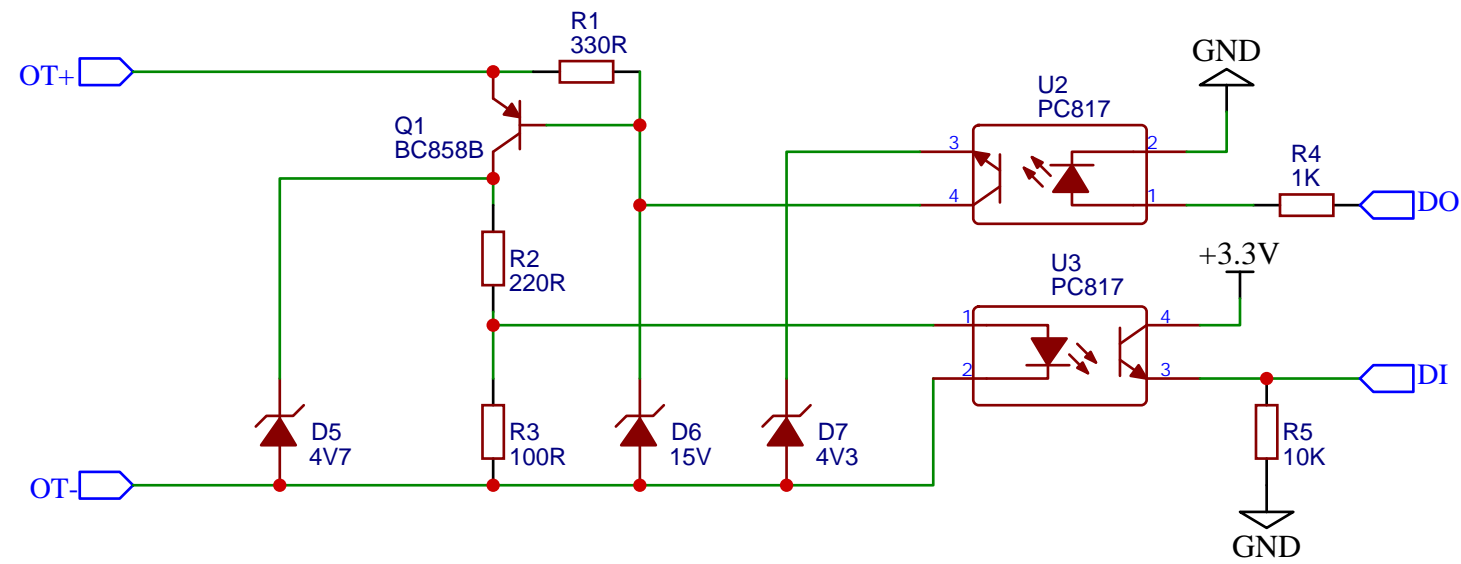 R1
330R
OT+
Q1
BC858B
GND
U2
PC817
3
2
4
1
R4
1K
DO
R2
220R
+3.3V
U3
PC817
1
4
2
3
DI
D5
4V7
R3
100R
D6
15V
D7
4V3
R5
10K
OT-
GND